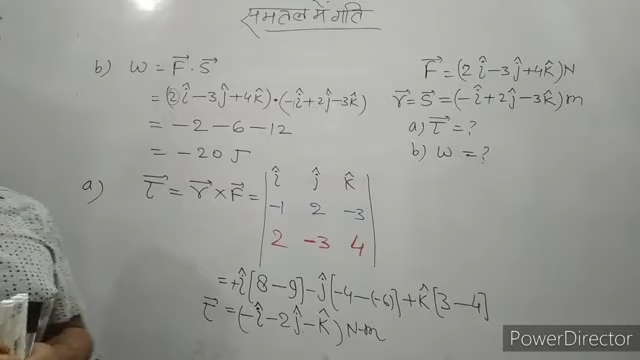 समतल में गति
b) W = F⃗ · S⃗
= (2î - 3ĵ + 4k̂) · (-î + 2ĵ - 3k̂)
= -2 - 6 - 12
= -20 J
F⃗ = (2î - 3ĵ + 4k̂) N
r⃗ = S⃗ = (-î + 2ĵ - 3k̂) m
a) τ⃗ = ?
b) W = ?
a) τ⃗ = r⃗ × F⃗ = | î ĵ k̂ |
-1 2 -3
2 -3 4
= +î [8 - 9] - ĵ [-4 - (-6)] + k̂ [3 - 4]
τ⃗ = (-î - 2ĵ - k̂) N-m
PowerDirector